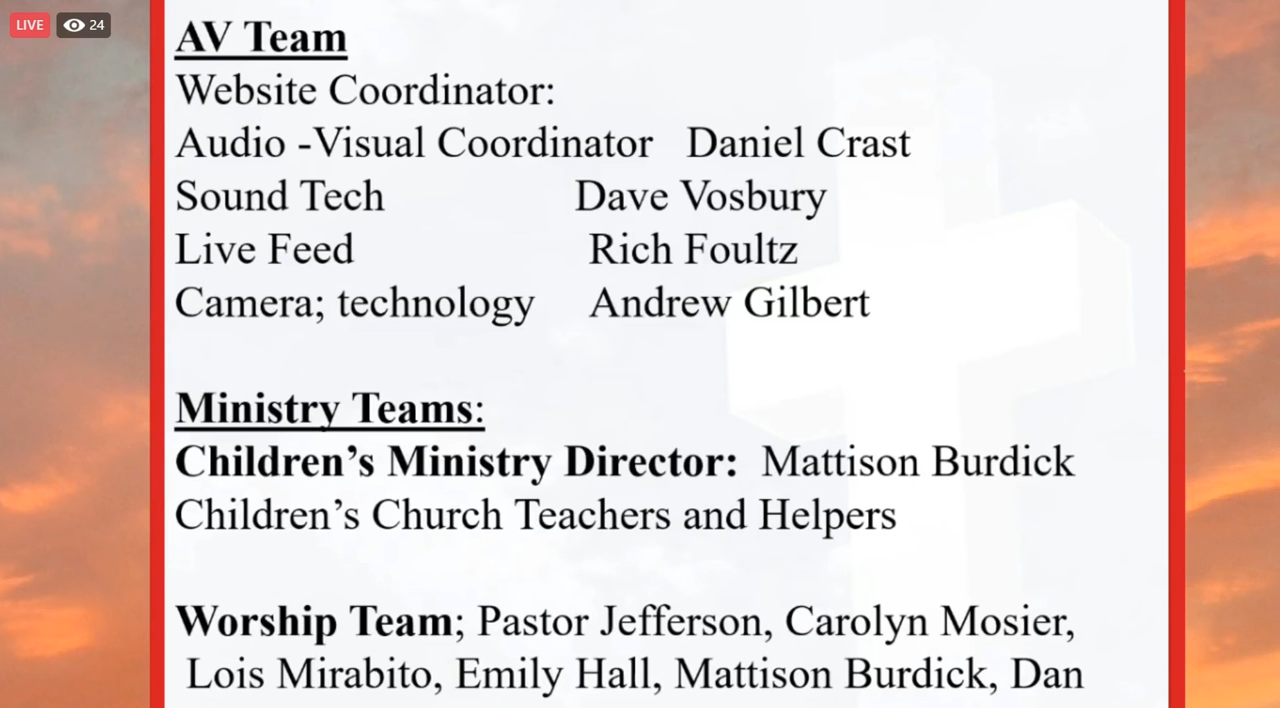 LIVE 24
AV Team
Website Coordinator:
Audio -Visual Coordinator Daniel Crast
Sound Tech Dave Vosbury
Live Feed Rich Foultz
Camera; technology Andrew Gilbert
Ministry Teams:
Children’s Ministry Director: Mattison Burdick
Children’s Church Teachers and Helpers
Worship Team; Pastor Jefferson, Carolyn Mosier,
Lois Mirabito, Emily Hall, Mattison Burdick, Dan